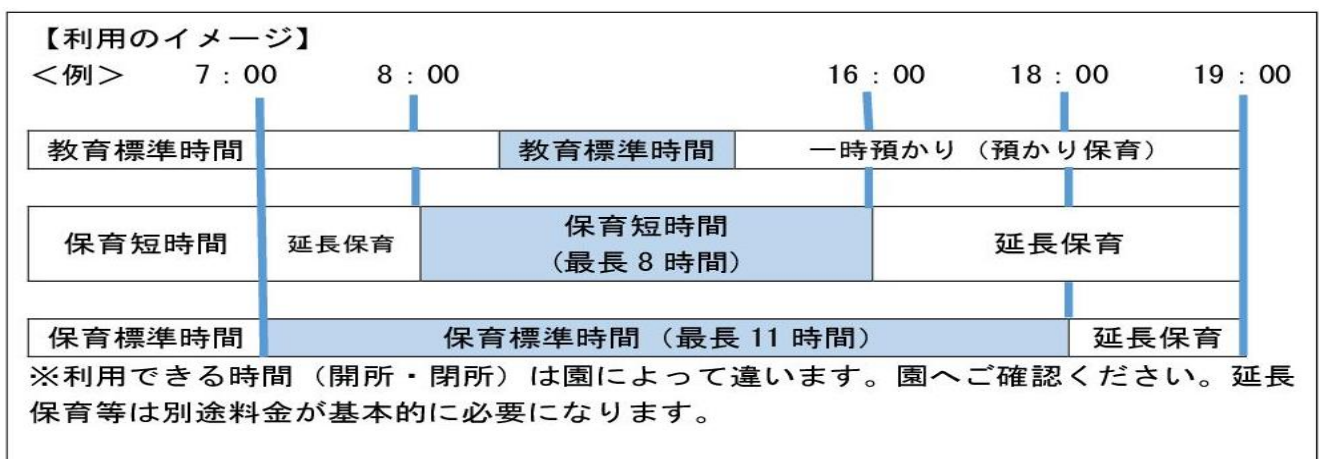 【利用のイメージ】
＜例＞ 7：00 8：00 16：00 18：00 19：00
教育標準時間 教育標準時間 一時預かり（預かり保育）
保育短時間 延長保育 保育短時間 延長保育
（最長8時間）
保育標準時間 保育標準時間（最長11時間） 延長保育
※利用できる時間（開所・閉所）は園によって違います。園へご確認ください。延長
保育等は別途料金が基本的に必要になります。